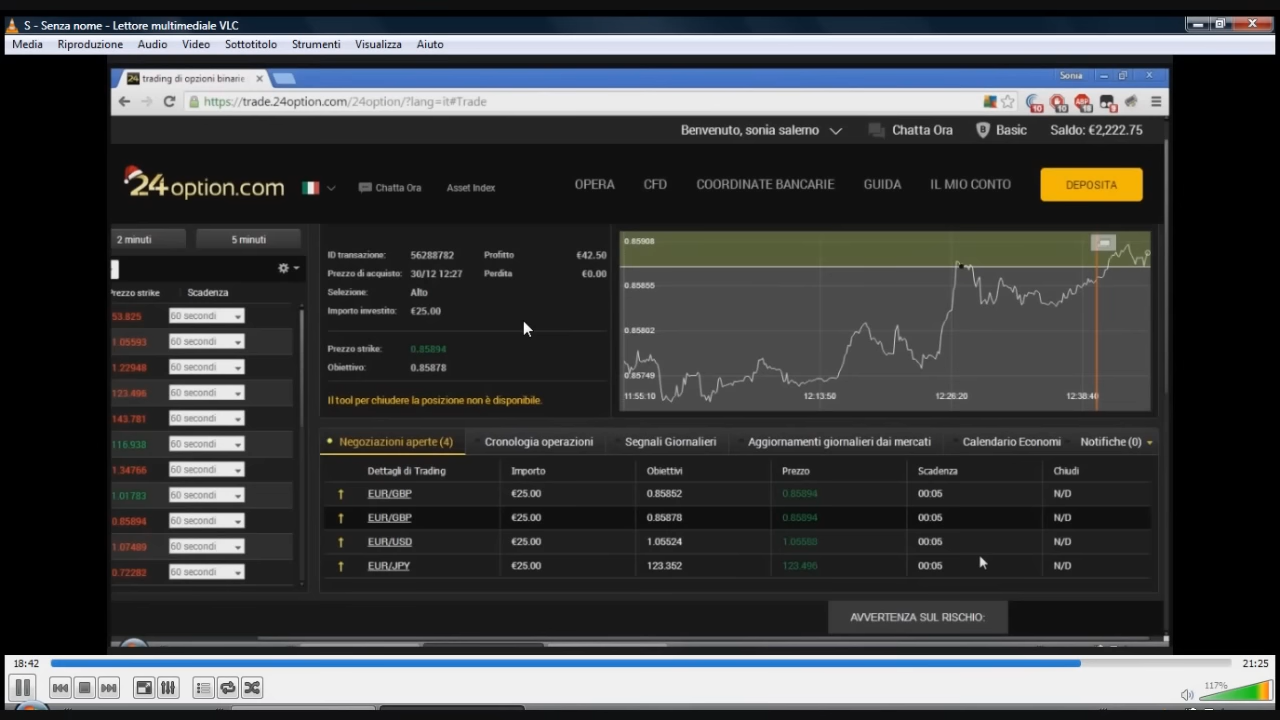 S - Senza nome - Lettore multimediale VLC
Media Riproduzione Audio Video Sottotitolo Strumenti Visualizza Aiuto
24 trading di opzioni binarie
Sonia
https://trade.24option.com/24option/?lang=it#Trade
10 10 ABP 18 9
Benvenuto, sonia salerno Chatta Ora Basic Saldo: €2,222.75
24option.com Chatta Ora Asset Index OPERA CFD COORDINATE BANCARIE GUIDA IL MIO CONTO DEPOSITA
2 minuti 5 minuti
Prezzo strike Scadenza
53.825 60 secondi
1.05593 60 secondi
1.22948 60 secondi
123.496 60 secondi
143.781 60 secondi
116.938 60 secondi
1.34766 60 secondi
1.01783 60 secondi
0.85894 60 secondi
1.07489 60 secondi
0.72282 60 secondi
ID transazione: 56288782 Profitto €42.50
Prezzo di acquisto: 30/12 12:27 Perdita €0.00
Selezione: Alto
Importo investito: €25.00
Prezzo strike: 0.85894
Obiettivo: 0.85878
Il tool per chiudere la posizione non è disponibile.
0.85908
0.85855
0.85802
0.85749
11:55:10 12:13:50 12:26:20 12:38:40
Negoziazioni aperte (4) Cronologia operazioni Segnali Giornalieri Aggiornamenti giornalieri dai mercati Calendario Economi Notifiche (0)
Dettagli di Trading Importo Obiettivi Prezzo Scadenza Chiudi
EUR/GBP €25.00 0.85852 0.85894 00:05 N/D
EUR/GBP €25.00 0.85878 0.85894 00:05 N/D
EUR/USD €25.00 1.05524 1.05588 00:05 N/D
EUR/JPY €25.00 123.352 123.496 00:05 N/D
AVVERTENZA SUL RISCHIO:
18:42 21:25
117%